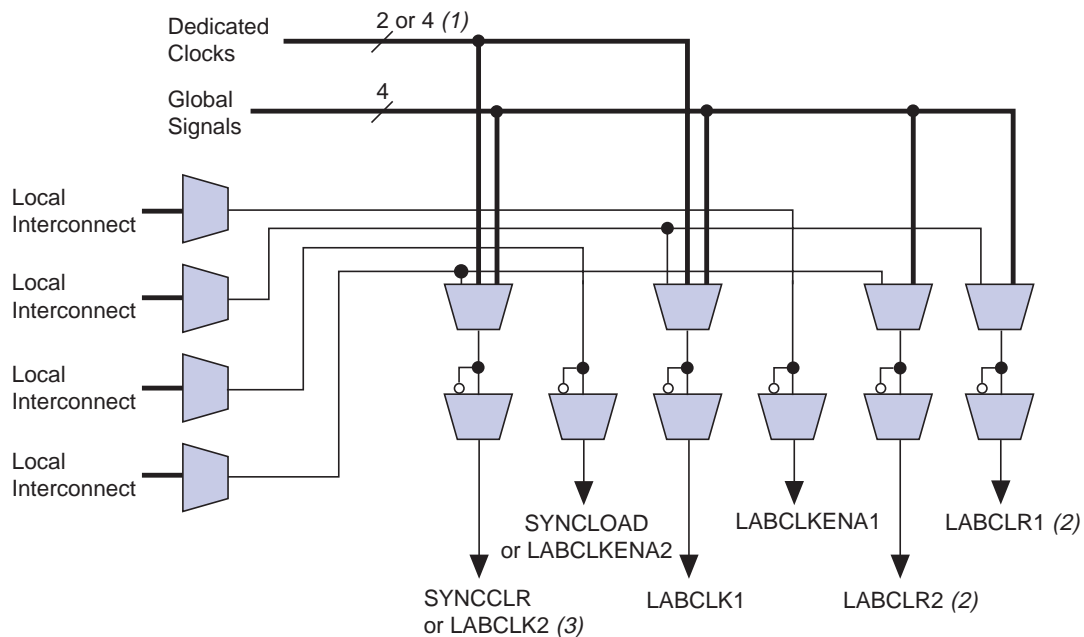 Dedicated
Clocks
2 or 4 (1)
Global
Signals
4
Local
Interconnect
Local
Interconnect
Local
Interconnect
Local
Interconnect
SYNCLOAD
or LABCLKENA2
LABCLKENA1
LABCLR1 (2)
SYNCCLR
or LABCLK2 (3)
LABCLK1
LABCLR2 (2)